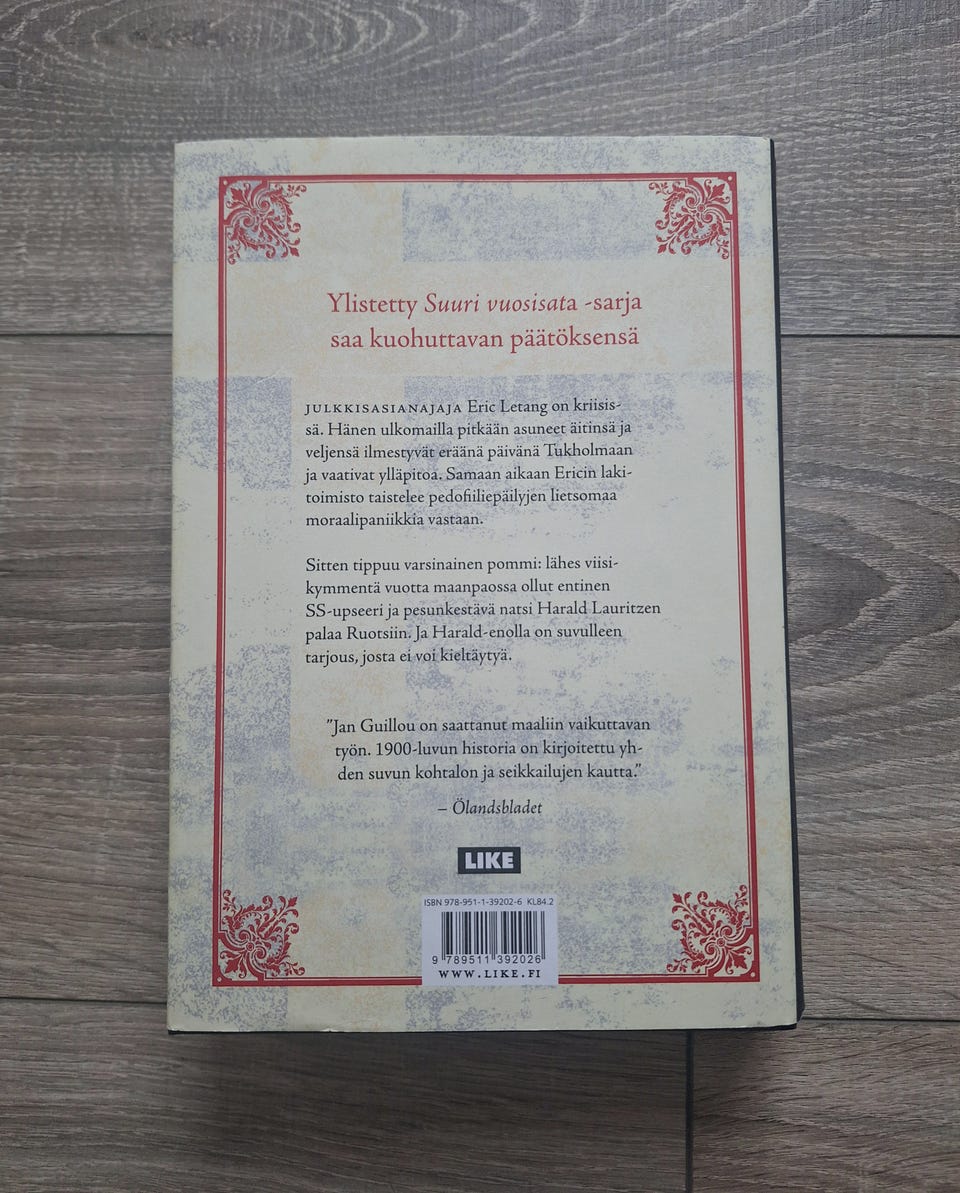 Ylistetty Suuri vuosisata -sarja
saa kuohuttavan päätöksensä
JULKKISASIANAJAJA Eric Letang on kriisis-
sä. Hänen ulkomailla pitkään asuneet äitinsä ja
veljensä ilmestyvät eräänä päivänä Tukholmaan
ja vaativat ylläpitoa. Samaan aikaan Ericin laki-
toimisto taistelee pedofiiliepäilyjen lietsomaa
moraalipaniikkia vastaan.
Sitten tippuu varsinainen pommi: lähes viisi-
kymmentä vuotta maanpaossa ollut entinen
SS-upseeri ja pesunkestävä natsi Harald Lauritzen
palaa Ruotsiin. Ja Harald-enolla on suvulleen
tarjous, josta ei voi kieltäytyä.
”Jan Guillou on saattanut maaliin vaikuttavan
työn. 1900-luvun historia on kirjoitettu yh-
den suvun kohtalon ja seikkailujen kautta.”
– Ölandsbladet
LIKE
ISBN 978-951-1-39202-6 KL84.2
9 789511 392026
WWW.LIKE.FI